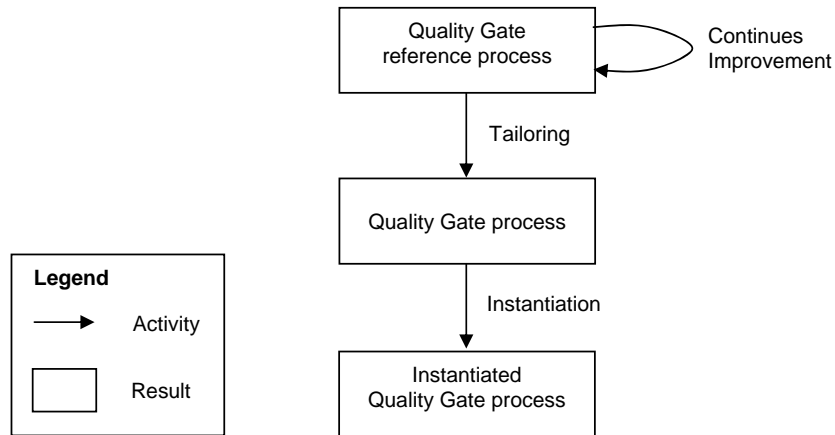 Quality Gate
reference process
Continues
Improvement
Tailoring
Quality Gate process
Legend
Activity
Result
Instantiation
Instantiated
Quality Gate process